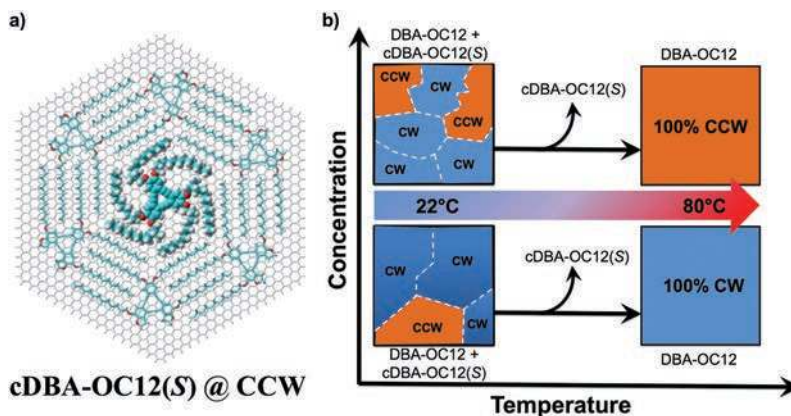 a)
cDBA-OC12(S) @ CCW
b)
Concentration
DBA-OC12 +
cDBA-OC12(S)
CCW
CW
CCW
CW
CW
CW
cDBA-OC12(S)
DBA-OC12
100% CCW
22°C
80°C
CW
CW
CCW
CW
DBA-OC12 +
cDBA-OC12(S)
cDBA-OC12(S)
100% CW
DBA-OC12
Temperature